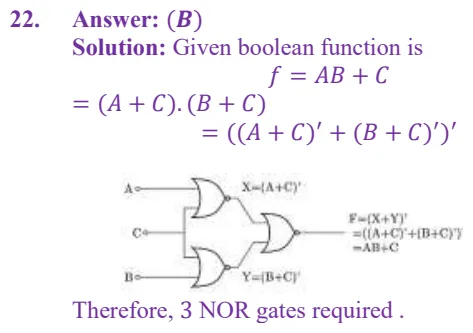 22. Answer: (B)
Solution: Given boolean function is
f = AB + C
= (A + C). (B + C)
= ((A + C)′ + (B + C)′)′
A X=(A+C)'
F=(X+Y)'
C =((A+C)'+(B+C)')'
=AB+C
B Y=(B+C)'
Therefore, 3 NOR gates required .